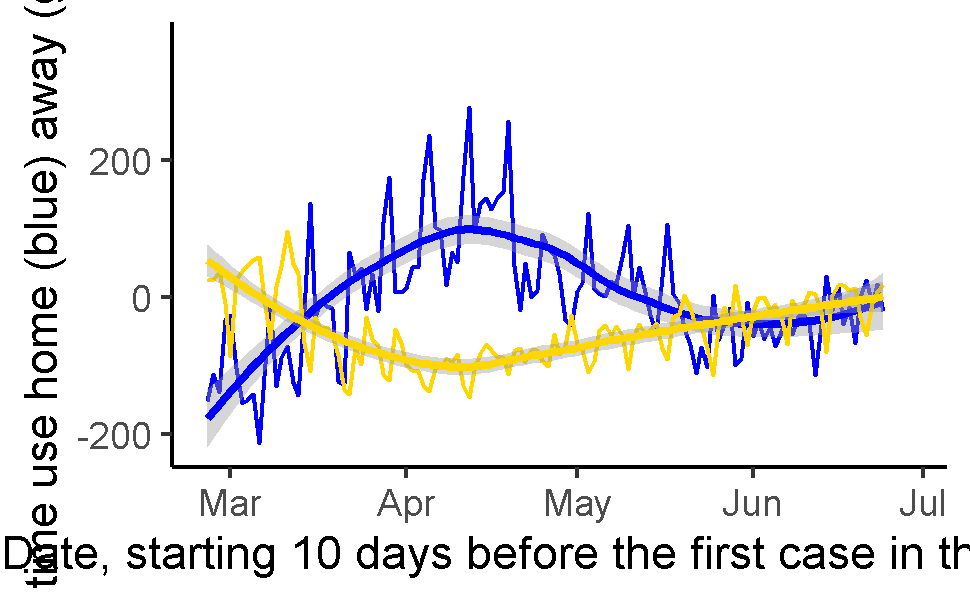 time use home (blue) away (
200
0
-200
Mar Apr May Jun Jul
Date, starting 10 days before the first case in th